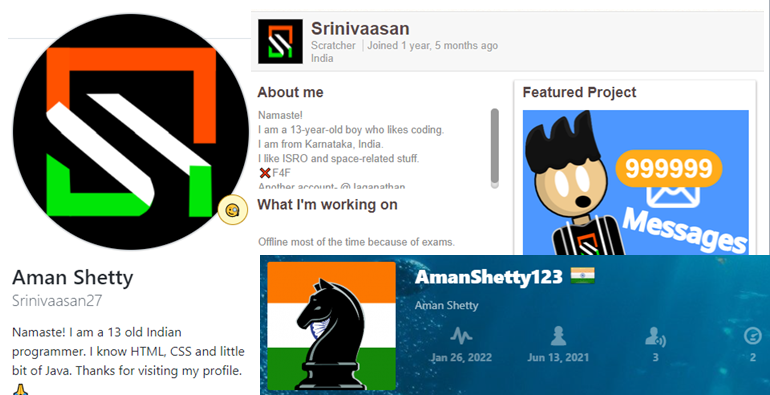 Aman Shetty
Srinivaasan27
Namaste! I am a 13 old Indian
programmer. I know HTML, CSS and little
bit of Java. Thanks for visiting my profile.
Srinivaasan
Scratcher | Joined 1 year, 5 months ago
India
About me
Namaste!
I am a 13-year-old boy who likes coding.
I am from Karnataka, India.
I like ISRO and space-related stuff.
❌F4F
Another account- @Jaganathan
What I'm working on
Offline most of the time because of exams.
Featured Project
999999
Messages
AmanShetty123
Aman Shetty
Jan 26, 2022
Jun 13, 2021
3
2